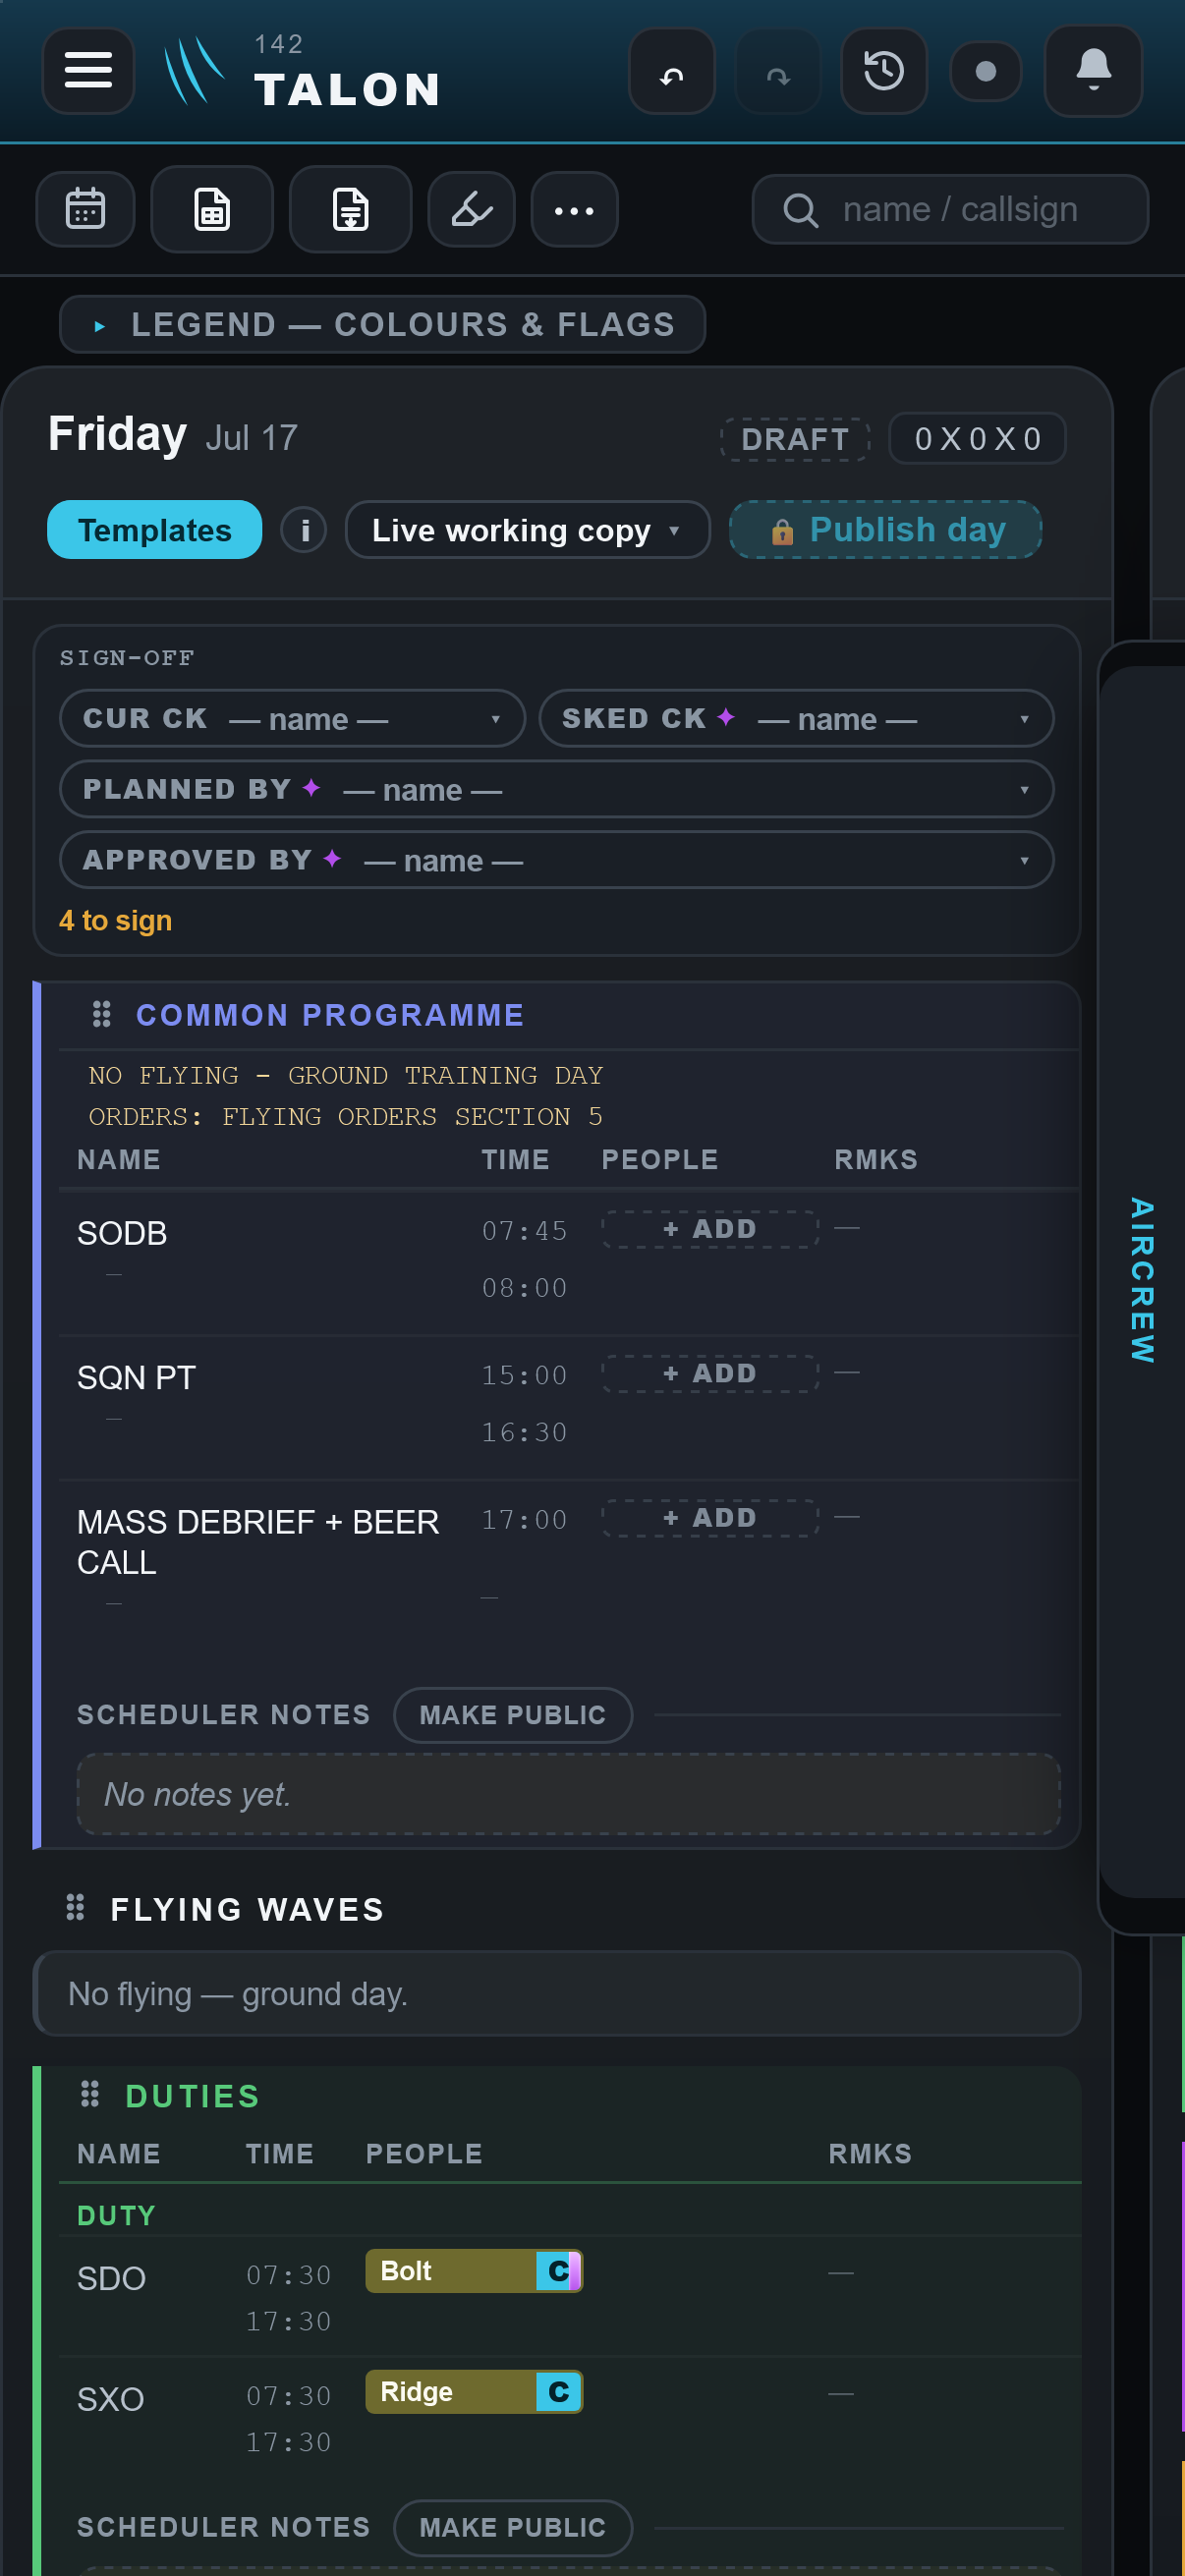 142
TALON
name / callsign
▸ LEGEND — COLOURS & FLAGS
Friday Jul 17 DRAFT 0 X 0 X 0
Templates i Live working copy ▾ 🔒 Publish day
SIGN-OFF
CUR CK — name — ▾ SKED CK ✦ — name — ▾
PLANNED BY ✦ — name — ▾
APPROVED BY ✦ — name — ▾
4 to sign
COMMON PROGRAMME
NO FLYING - GROUND TRAINING DAY
ORDERS: FLYING ORDERS SECTION 5
NAME TIME PEOPLE RMKS
SODB 07:45 + ADD —
— 08:00
SQN PT 15:00 + ADD —
— 16:30
MASS DEBRIEF + BEER 17:00 + ADD —
CALL
— —
AIRCREW
SCHEDULER NOTES MAKE PUBLIC
No notes yet.
FLYING WAVES
No flying — ground day.
DUTIES
NAME TIME PEOPLE RMKS
DUTY
SDO 07:30 Bolt C —
17:30
SXO 07:30 Ridge C —
17:30
SCHEDULER NOTES MAKE PUBLIC